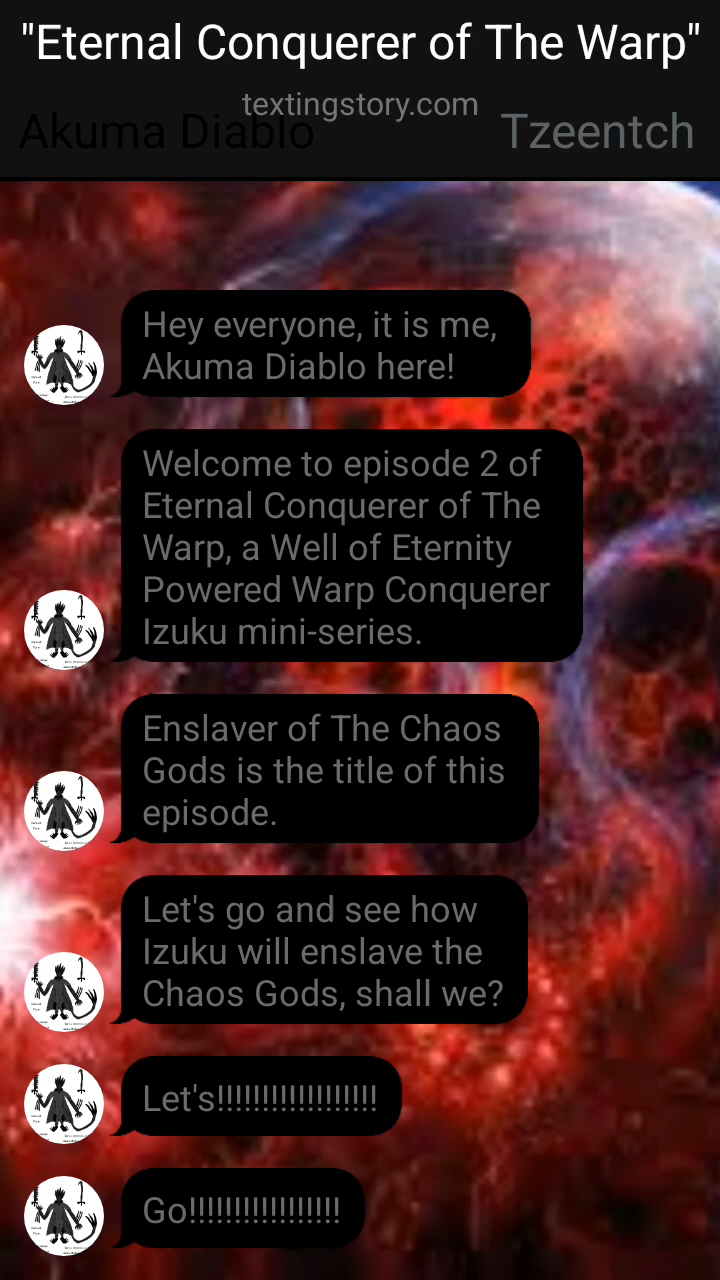 "Eternal Conquerer of The Warp"
textingstory.com
Akuma Diablo
Tzeentch
Hey everyone, it is me,
Akuma Diablo here!
Welcome to episode 2 of
Eternal Conquerer of The
Warp, a Well of Eternity
Powered Warp Conquerer
Izuku mini-series.
Enslaver of The Chaos
Gods is the title of this
episode.
Let's go and see how
Izuku will enslave the
Chaos Gods, shall we?
Let's!!!!!!!!!!!!!!!!!!
Go!!!!!!!!!!!!!!!!!